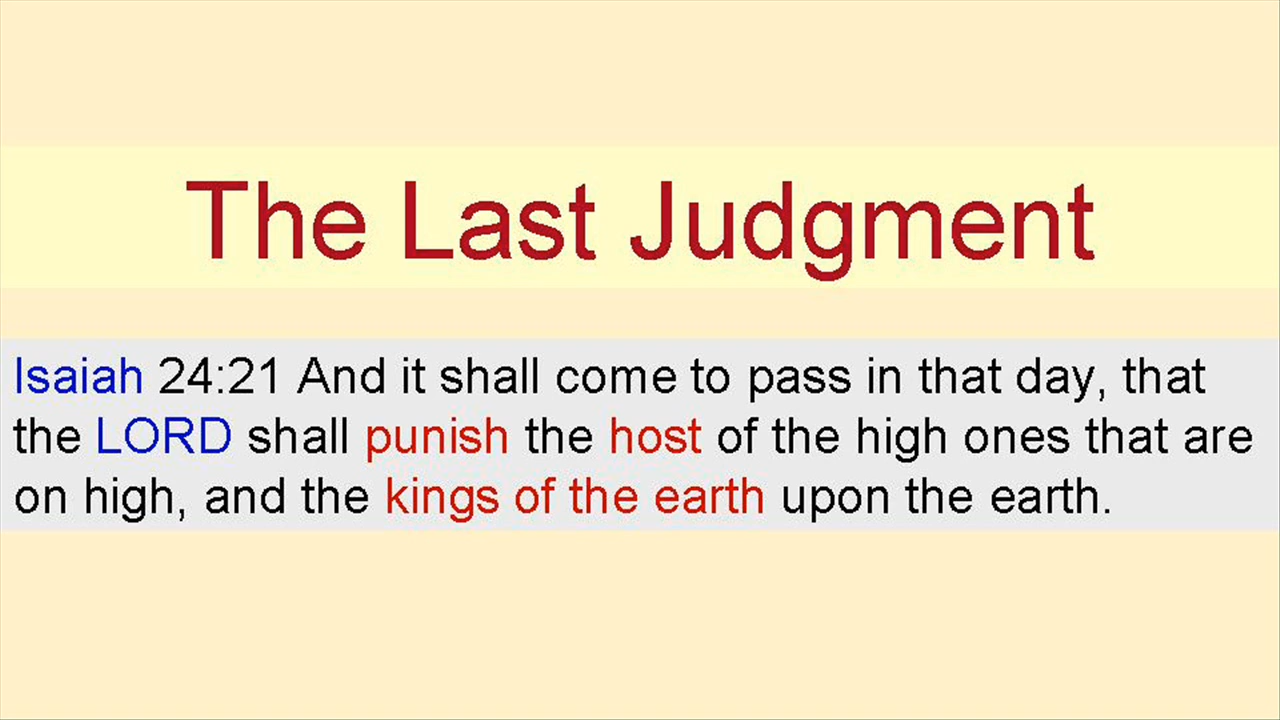 The Last Judgment
Isaiah 24:21 And it shall come to pass in that day, that
the LORD shall punish the host of the high ones that are
on high, and the kings of the earth upon the earth.